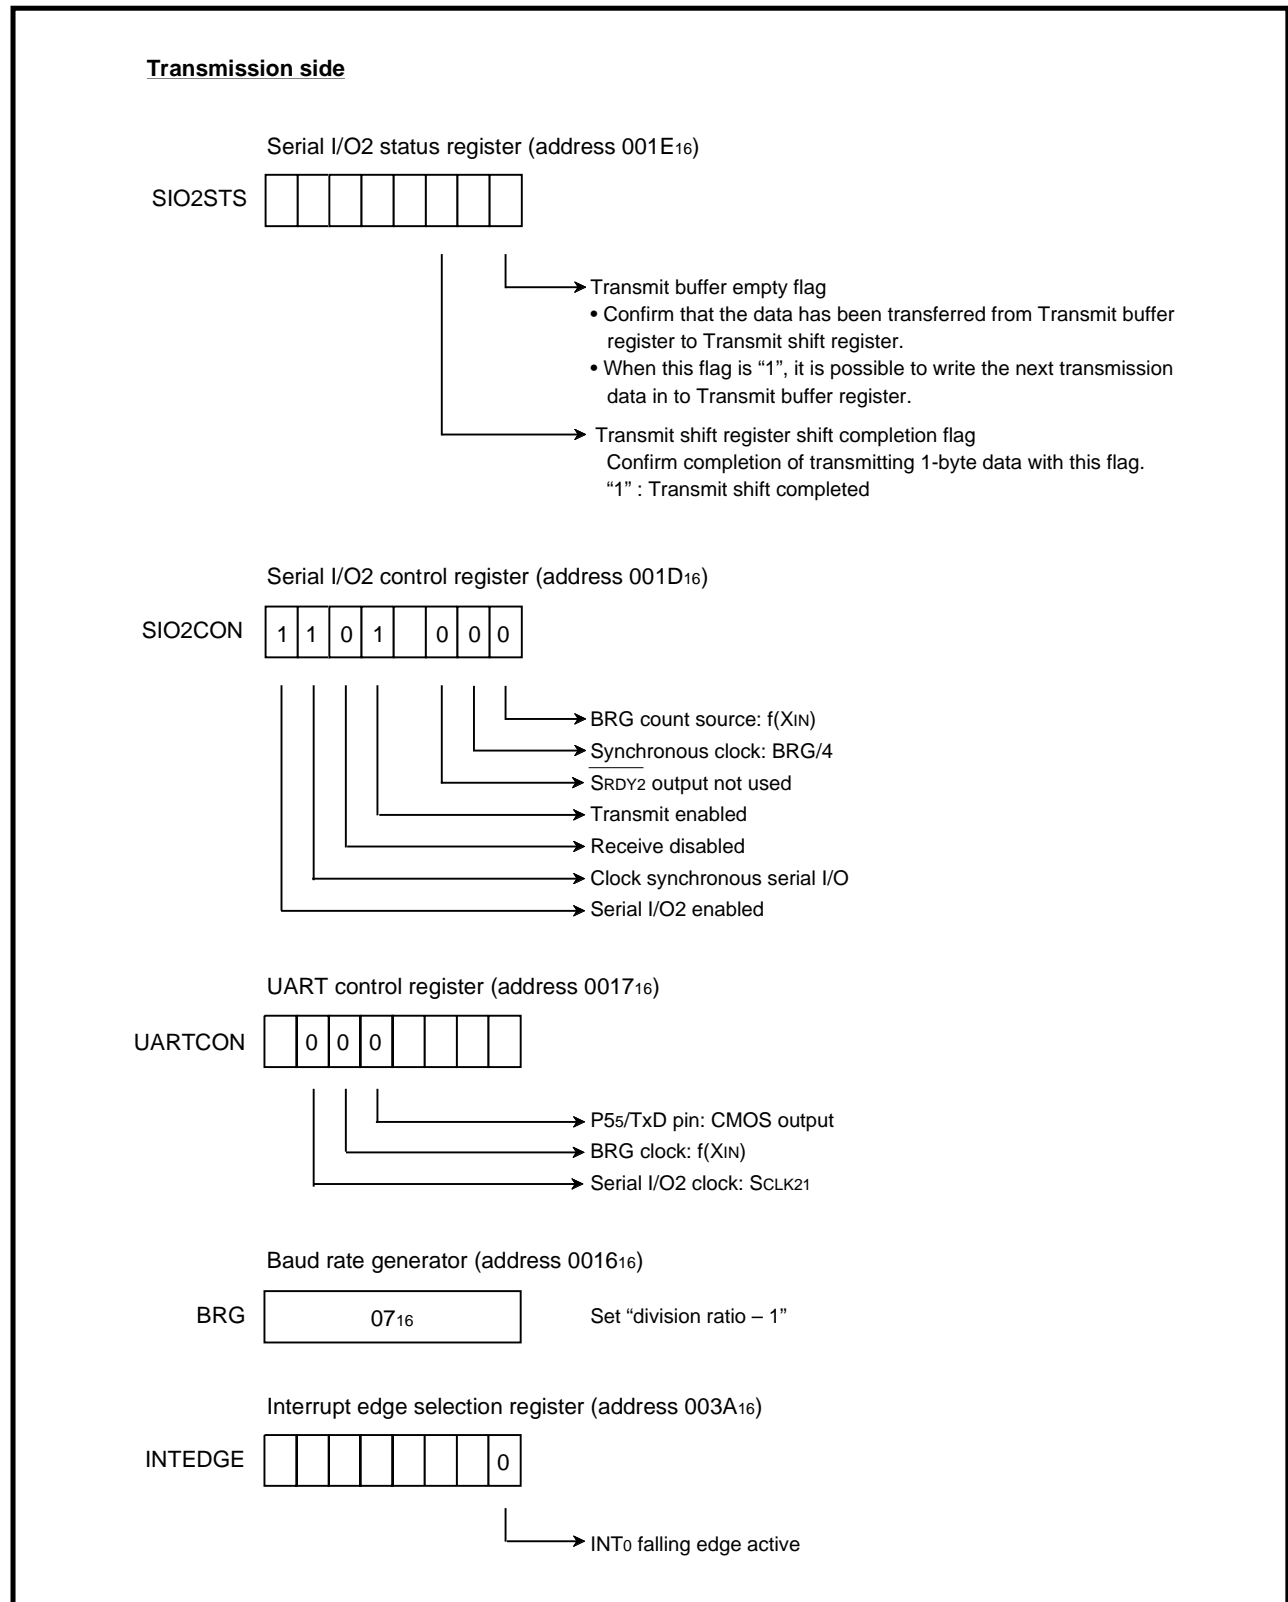 Transmission side
Serial I/O2 status register (address 001E16)
SIO2STS
Transmit buffer empty flag
• Confirm that the data has been transferred from Transmit buffer
register to Transmit shift register.
• When this flag is “1”, it is possible to write the next transmission
data in to Transmit buffer register.
Transmit shift register shift completion flag
Confirm completion of transmitting 1-byte data with this flag.
“1” : Transmit shift completed
Serial I/O2 control register (address 001D16)
SIO2CON 1 1 0 1 0 0 0
BRG count source: f(XIN)
Synchronous clock: BRG/4
SRDY2 output not used
Transmit enabled
Receive disabled
Clock synchronous serial I/O
Serial I/O2 enabled
UART control register (address 001716)
UARTCON 0 0 0
P55/TxD pin: CMOS output
BRG clock: f(XIN)
Serial I/O2 clock: SCLK21
Baud rate generator (address 001616)
BRG 0716 Set “division ratio – 1”
Interrupt edge selection register (address 003A16)
INTEDGE 0
INT0 falling edge active